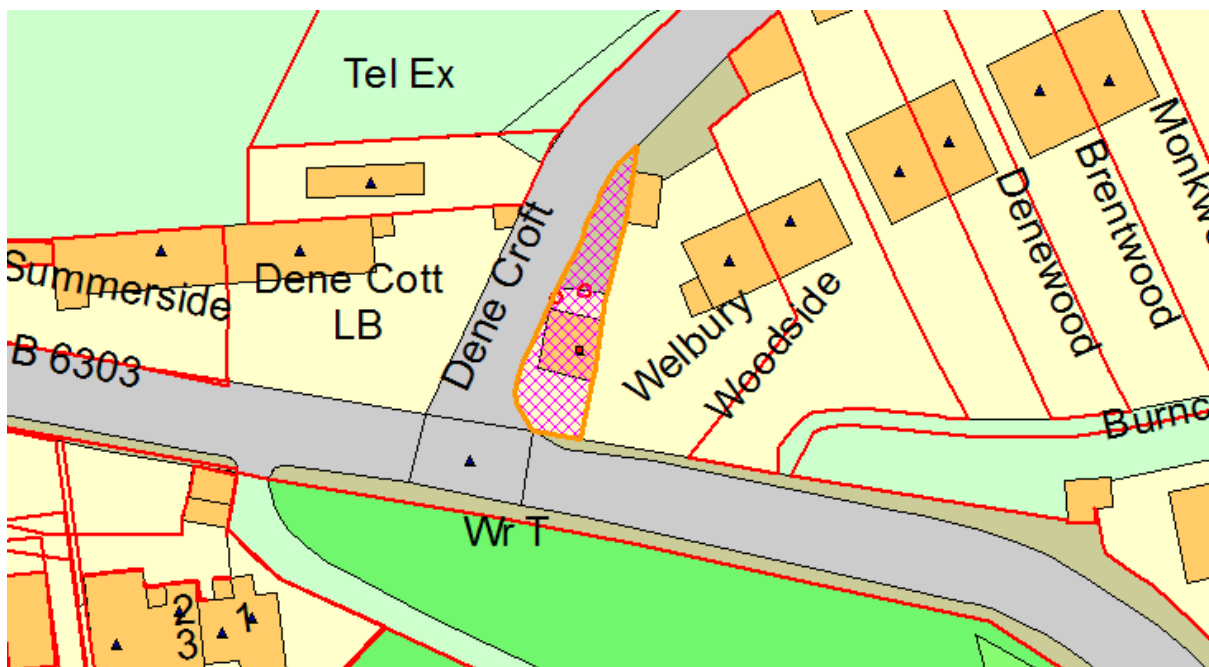 Tel Ex
Summerside
Dene Cott
LB
Dene Croft
B 6303
Welbury
Woodside
Denewood
Brentwood
Wr T
2
1
3